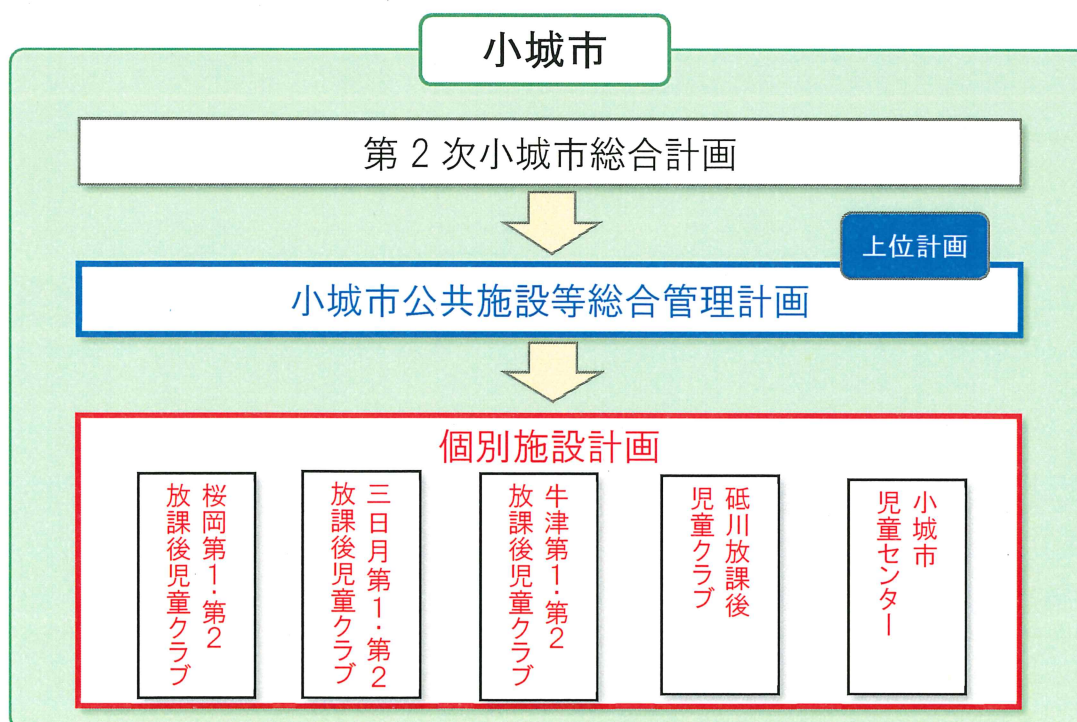 小城市
第2次小城市総合計画
上位計画
小城市公共施設等総合管理計画
個別施設計画
桜岡第1・第2
放課後児童クラブ
三日月第1・第2
放課後児童クラブ
牛津第1・第2
放課後児童クラブ
砥川放課後
児童クラブ
小城市
児童センター